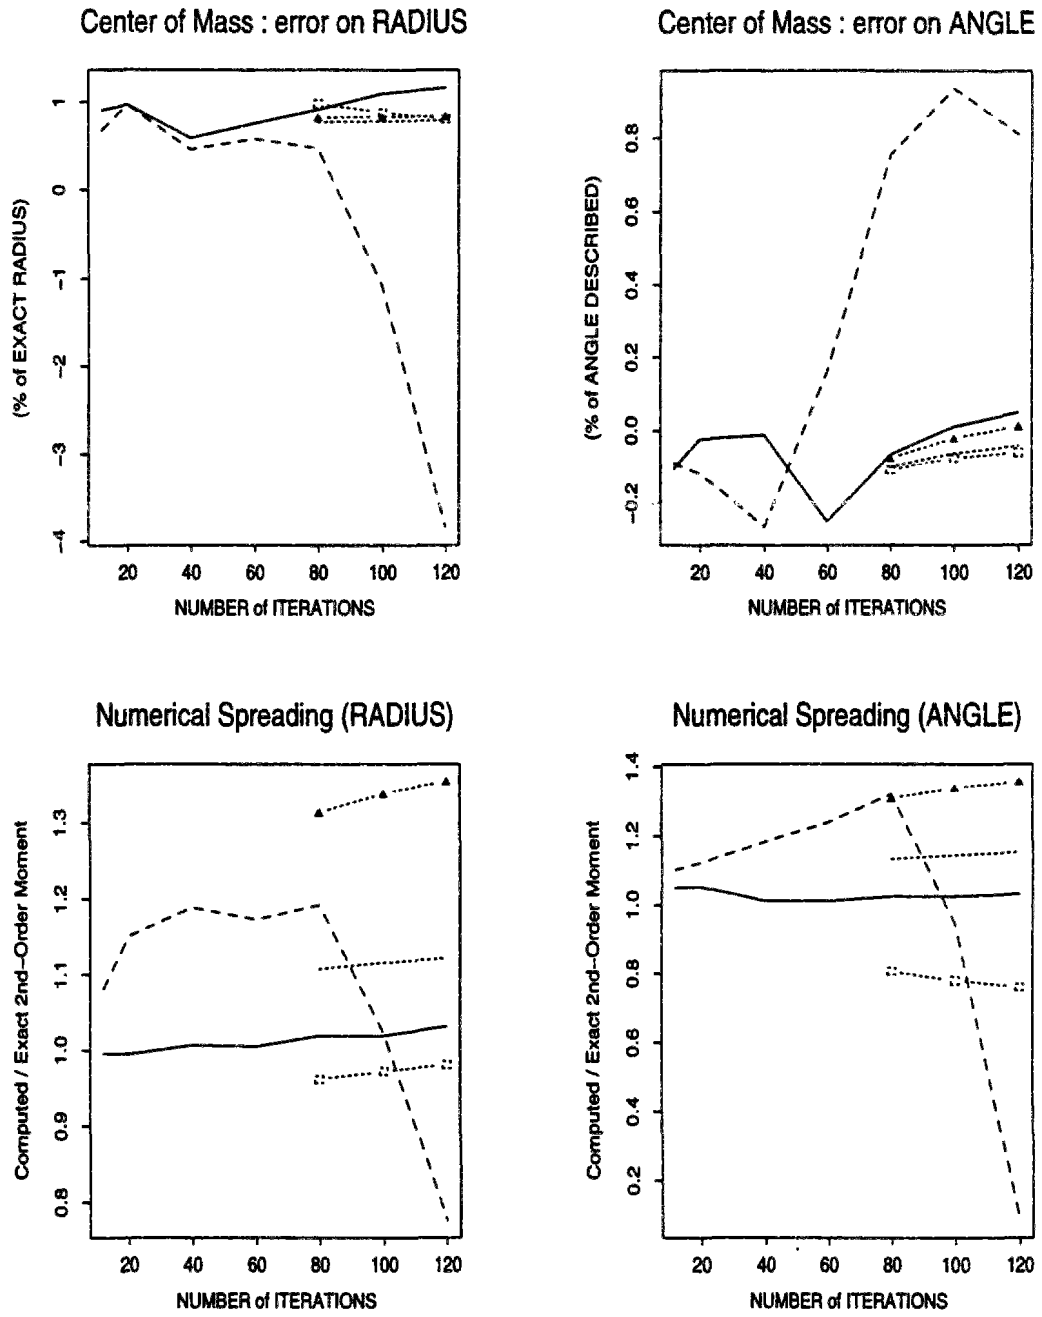 Center of Mass : error on RADIUS
(% of EXACT RADIUS)
1
0
−1
−2
−3
−4
20 40 60 80 100 120
NUMBER of ITERATIONS
Center of Mass : error on ANGLE
(% of ANGLE DESCRIBED)
0.8
0.6
0.4
0.2
0.0
−0.2
20 40 60 80 100 120
NUMBER of ITERATIONS
Numerical Spreading (RADIUS)
Computed / Exact 2nd−Order Moment
1.3
1.2
1.1
1.0
0.9
0.8
20 40 60 80 100 120
NUMBER of ITERATIONS
Numerical Spreading (ANGLE)
Computed / Exact 2nd−Order Moment
1.4
1.2
1.0
0.8
0.6
0.4
0.2
20 40 60 80 100 120
NUMBER of ITERATIONS